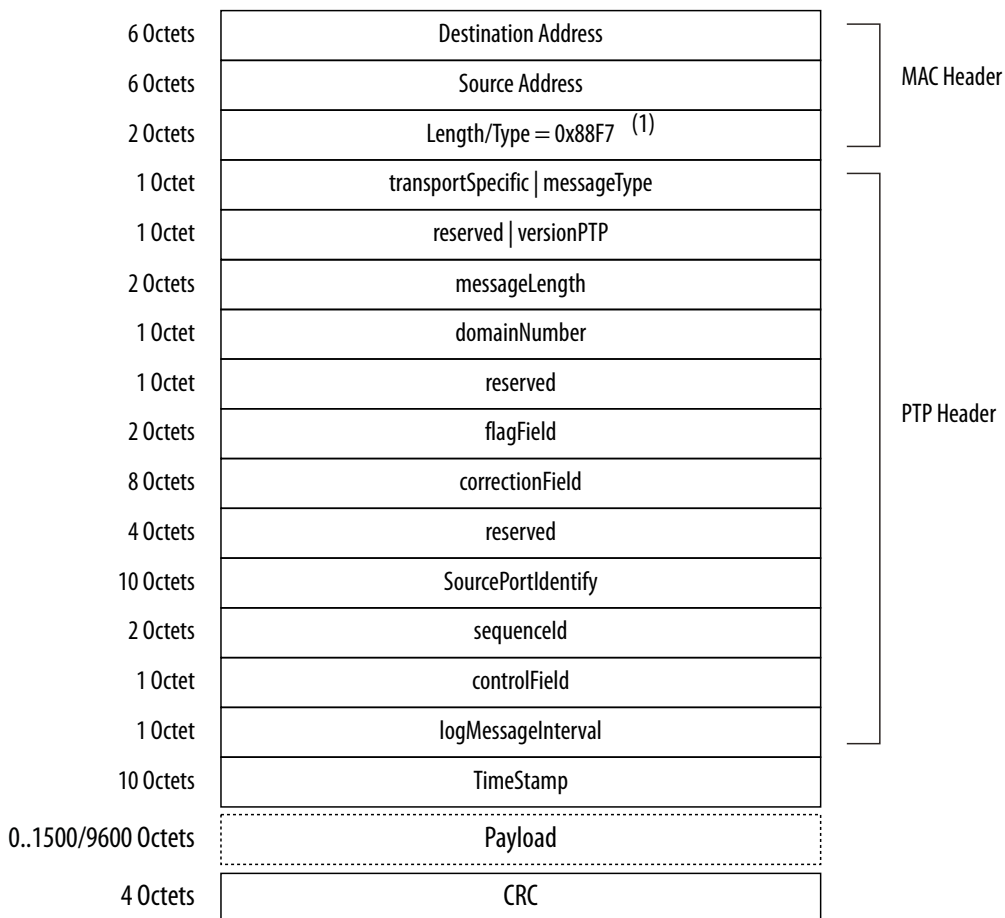 6 Octets Destination Address
6 Octets Source Address
MAC Header
2 Octets Length/Type = 0x88F7 (1)
1 Octet transportSpecific | messageType
1 Octet reserved | versionPTP
2 Octets messageLength
1 Octet domainNumber
1 Octet reserved
2 Octets flagField
PTP Header
8 Octets correctionField
4 Octets reserved
10 Octets SourcePortIdentify
2 Octets sequenceId
1 Octet controlField
1 Octet logMessageInterval
10 Octets TimeStamp
0..1500/9600 Octets Payload
4 Octets CRC